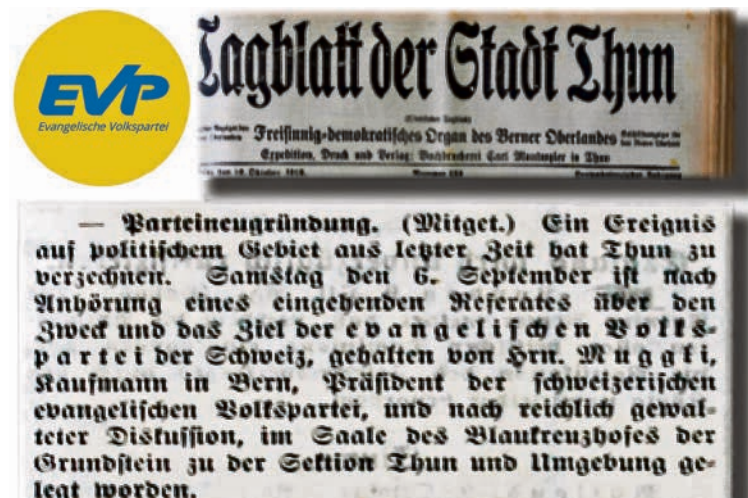 EVP
Evangelische Volkspartei
Tagblatt der Stadt Thun
Freisinnig-demokratisches Organ des Berner Oberlandes
Expedition, Druck und Verlag: Buchdruckerei in Thun
— Parteineugründung. (Mitget.) Ein Ereignis
auf politischem Gebiet aus letzter Zeit hat Thun zu
verzechnen. Samstag den 6. September ist nach
Anhörung eines eingehenden Referates über den
Zweck und das Ziel der evangelischen Volks-
partei der Schweiz, gehalten von Hrn. Muggli,
Kaufmann in Bern, Präsident der schweizerischen
evangelischen Volkspartei, und nach reichlich gewal-
teter Diskussion, im Saale des Blaukreuzhofes der
Grundstein zu der Sektion Thun und Umgebung ge-
legt worden.